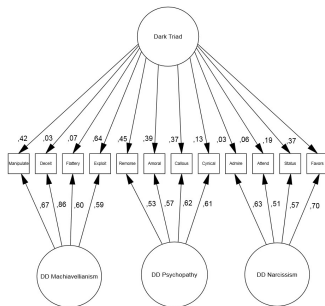 Dark Triad
,42 ,03 ,07 ,64 ,45 ,39 ,37 ,13 ,03 ,06 ,19 ,37
Manipulate Deceit Flattery Exploit Remorse Amoral Callous Cynical Admire Attend Status Favors
,67 ,86 ,60 ,59 ,53 ,57 ,62 ,61 ,63 ,51 ,57 ,70
DD Machiavellianism DD Psychopathy DD Narcissism